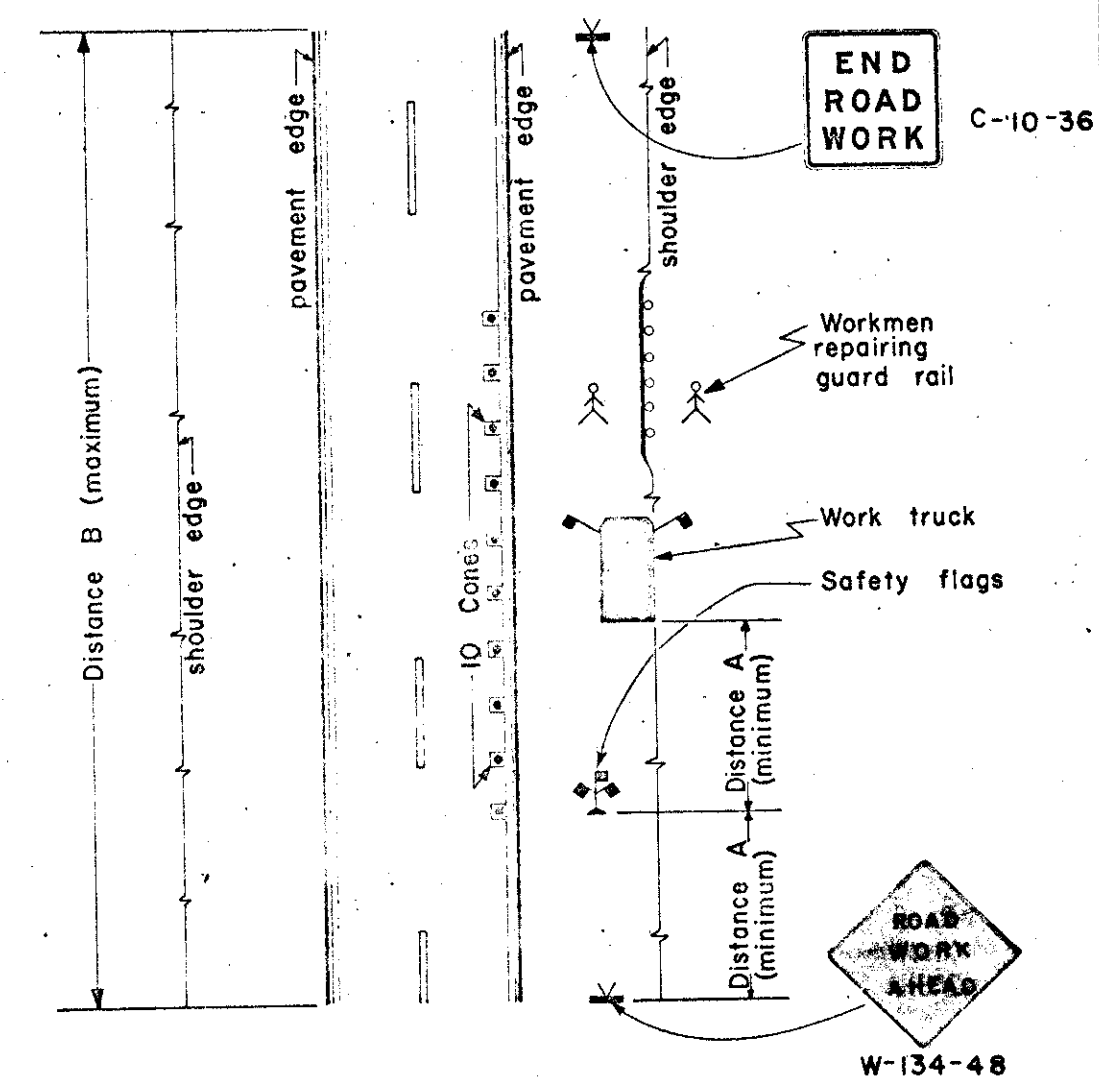 pavement edge
pavement edge
shoulder edge
END
ROAD
WORK
C-10-36
Distance B (maximum)
shoulder edge
10 Cones
Workmen
repairing
guard rail
Work truck
Safety flags
Distance A
(minimum)
Distance A
(minimum)
ROAD
WORK
AHEAD
W-134-48